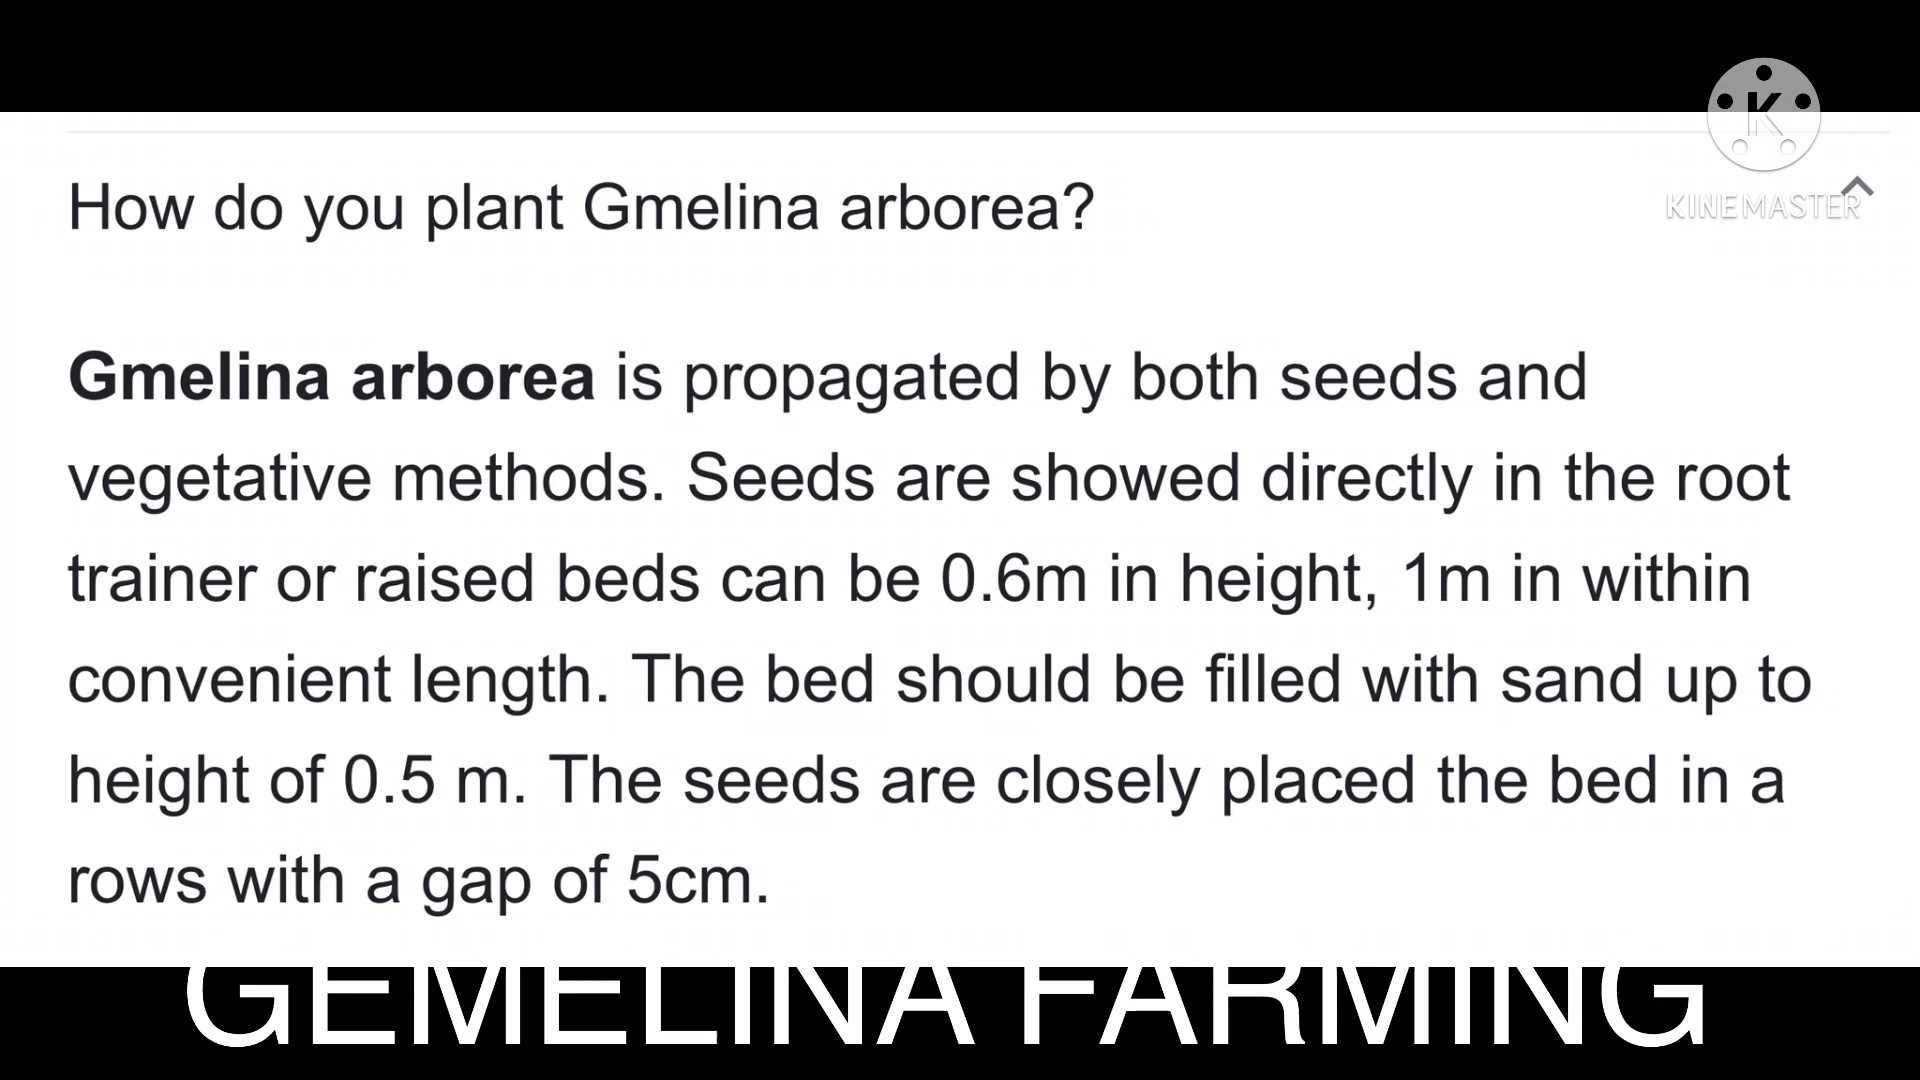 K
KINEMASTER
How do you plant Gmelina arborea?
Gmelina arborea is propagated by both seeds and
vegetative methods. Seeds are showed directly in the root
trainer or raised beds can be 0.6m in height, 1m in within
convenient length. The bed should be filled with sand up to
height of 0.5 m. The seeds are closely placed the bed in a
rows with a gap of 5cm.
GEMELINA FARMING